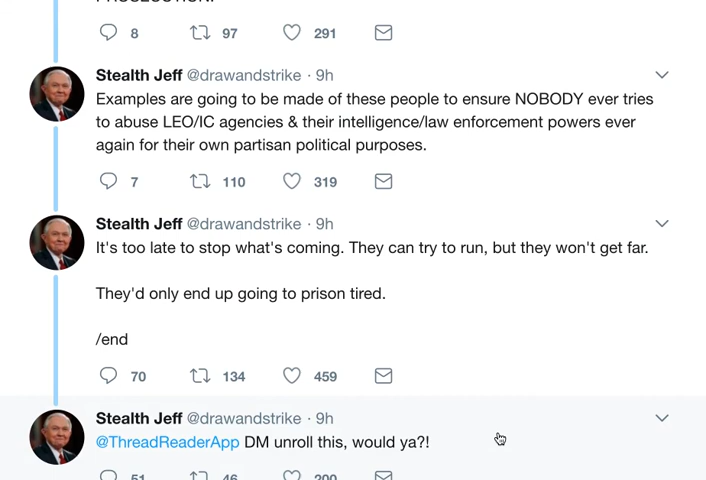 8 97 291
Stealth Jeff @drawandstrike · 9h
Examples are going to be made of these people to ensure NOBODY ever tries
to abuse LEO/IC agencies & their intelligence/law enforcement powers ever
again for their own partisan political purposes.
7 110 319
Stealth Jeff @drawandstrike · 9h
It's too late to stop what's coming. They can try to run, but they won't get far.
They'd only end up going to prison tired.
/end
70 134 459
Stealth Jeff @drawandstrike · 9h
@ThreadReaderApp DM unroll this, would ya?!
51 46 200